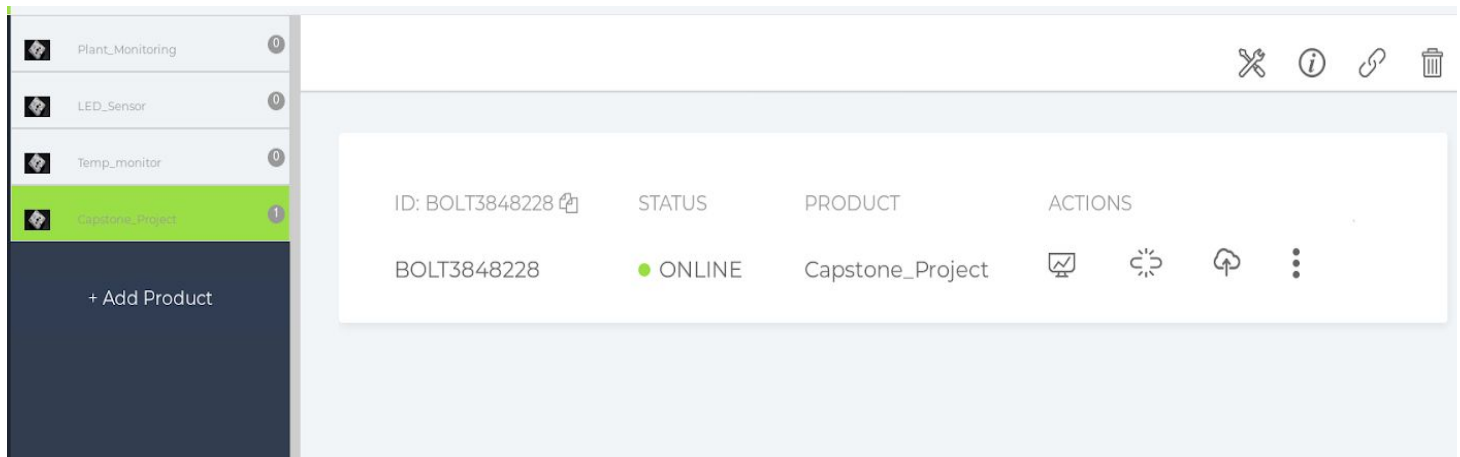 Plant_Monitoring 0
LED_Sensor 0
Temp_monitor 0
Capstone_Project 1
+ Add Product
ID: BOLT3848228 STATUS PRODUCT ACTIONS
BOLT3848228 ONLINE Capstone_Project